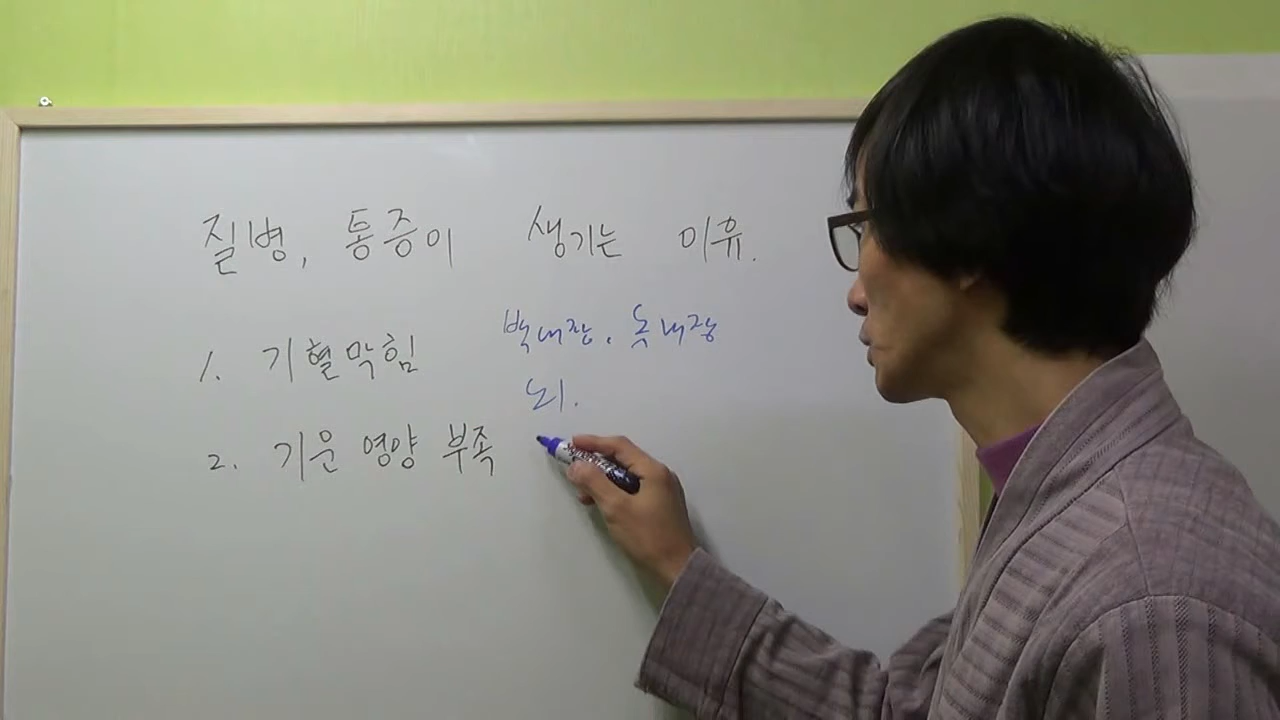 질병, 통증이 생기는 이유.
1. 기혈막힘
백내장, 녹내장
뇌.
2. 기운 영양 부족